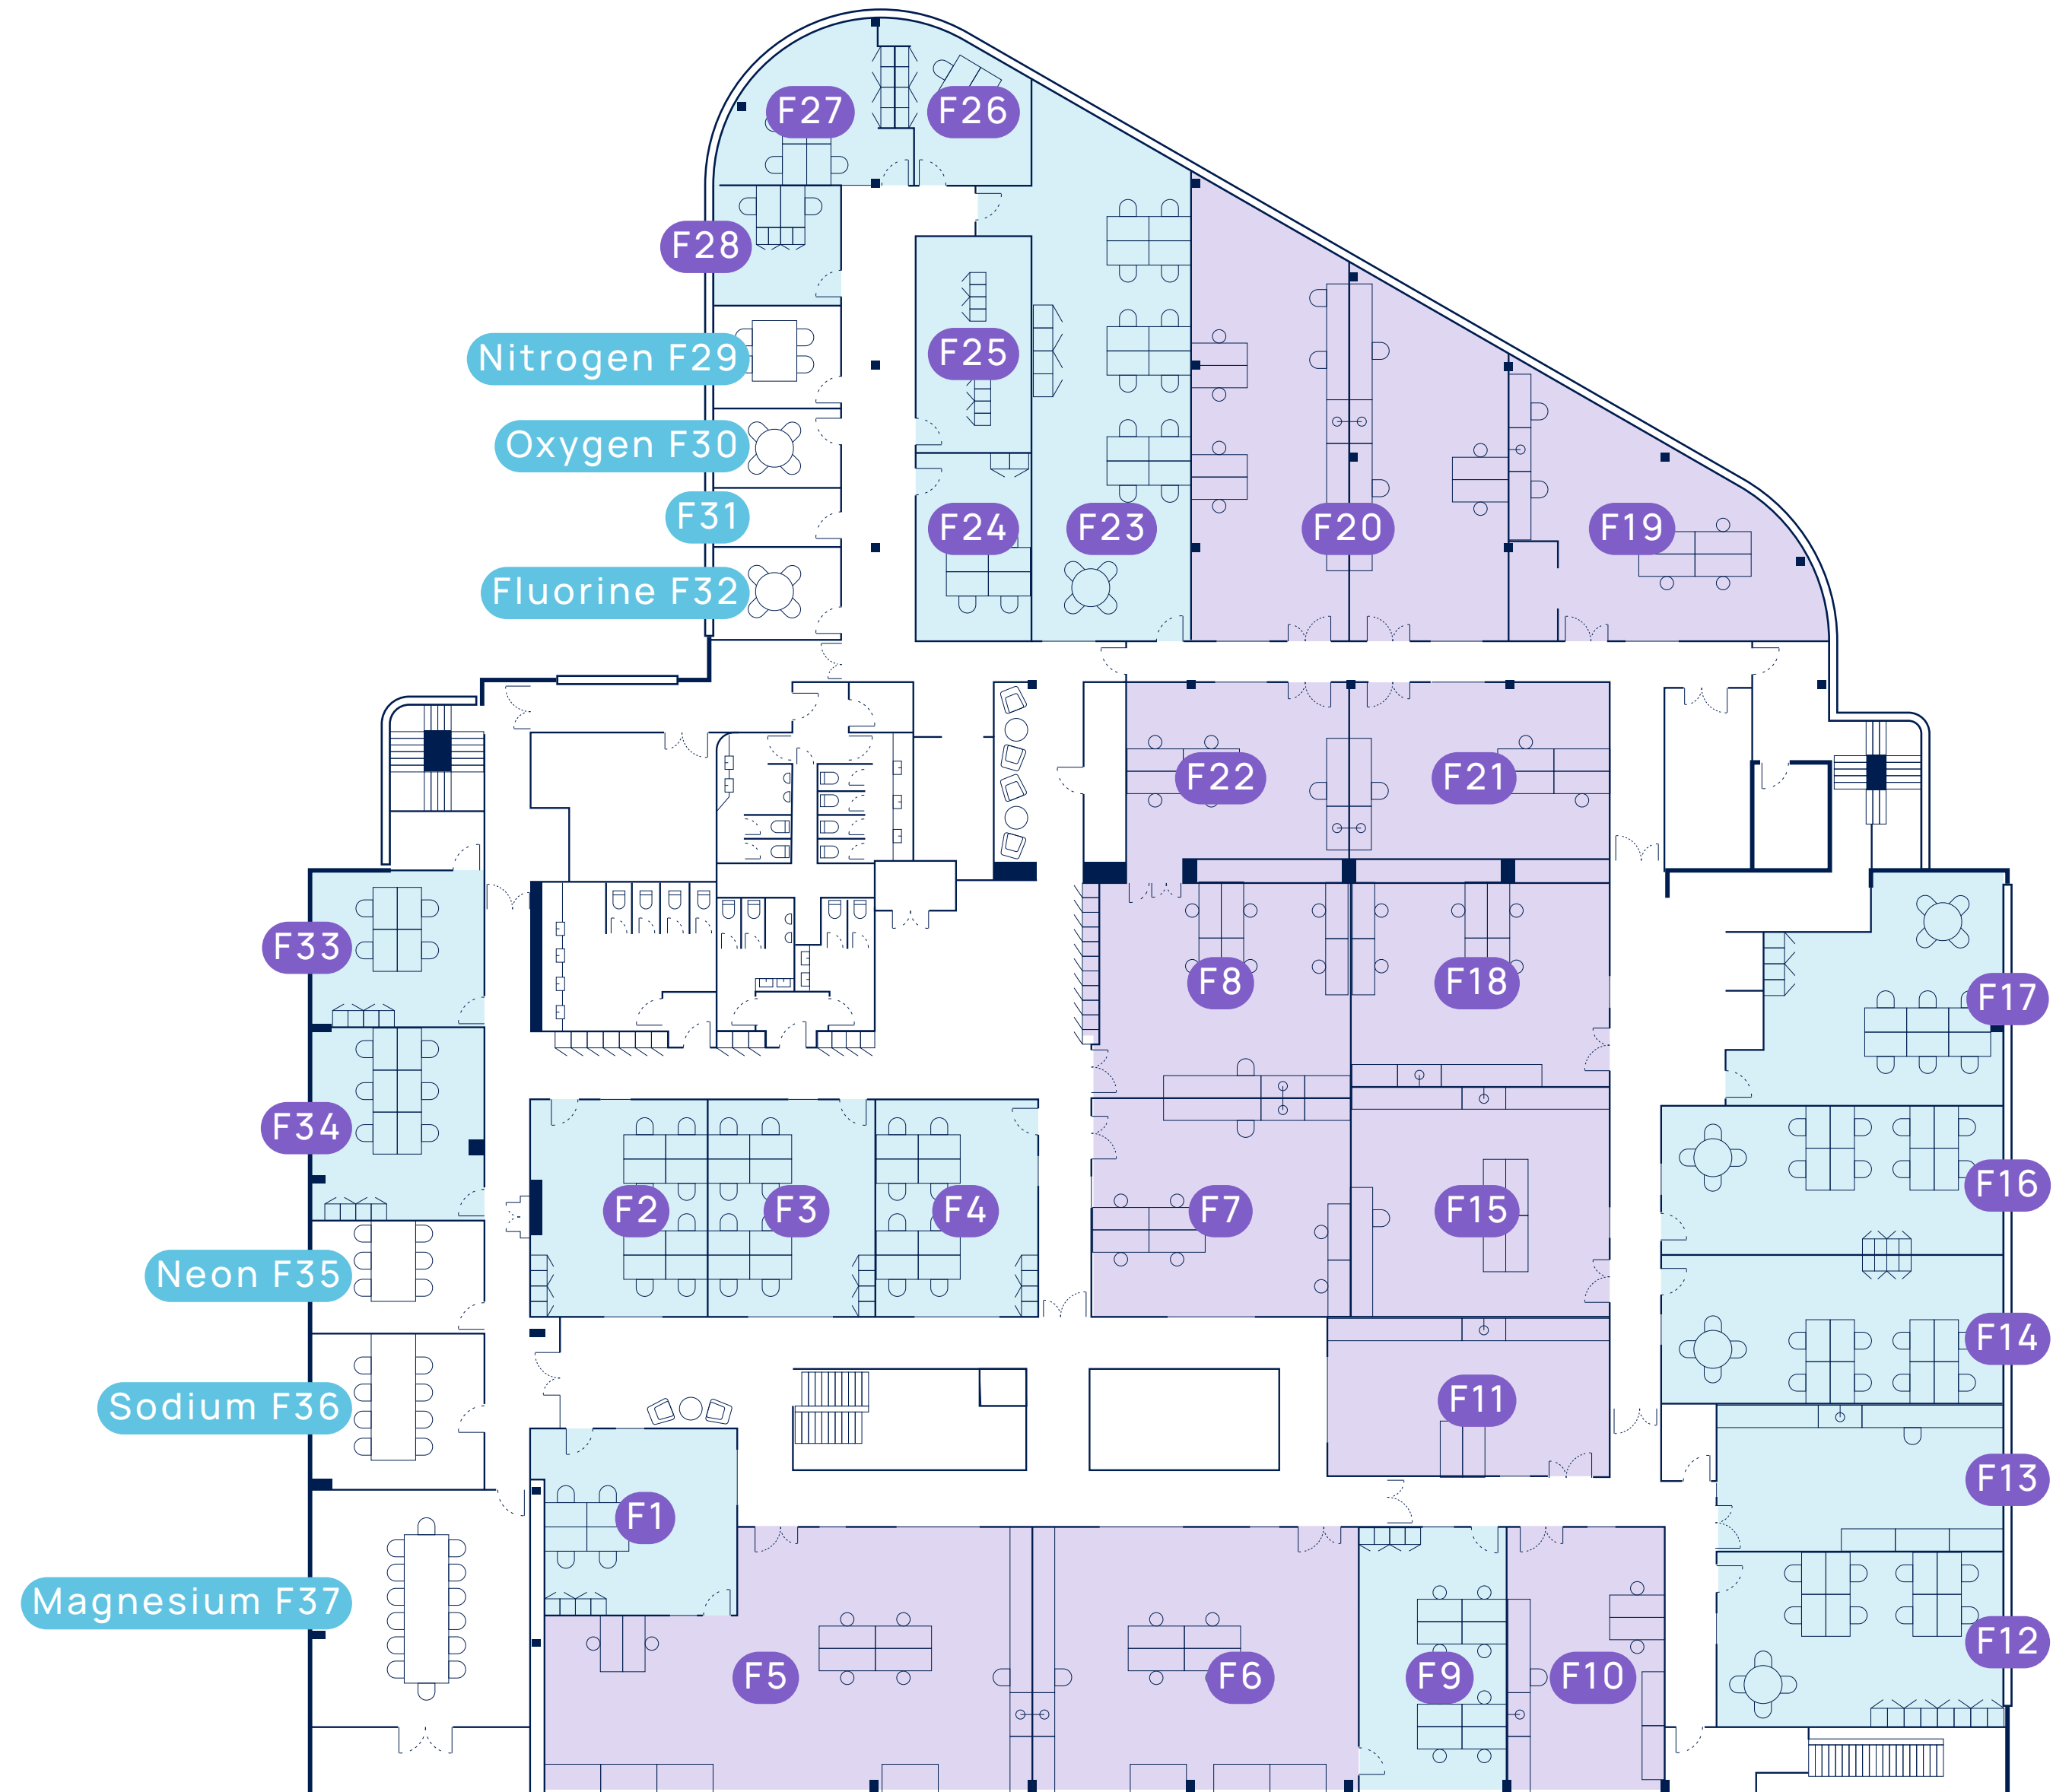 F27
F26
F28
Nitrogen F29
F25
Oxygen F30
F31
F24
F23
F20
F19
Fluorine F32
F22
F21
F33
F8
F18
F17
F34
F16
F2
F3
F4
F7
F15
Neon F35
F14
Sodium F36
F11
F13
F1
Magnesium F37
F12
F5
F6
F9
F10